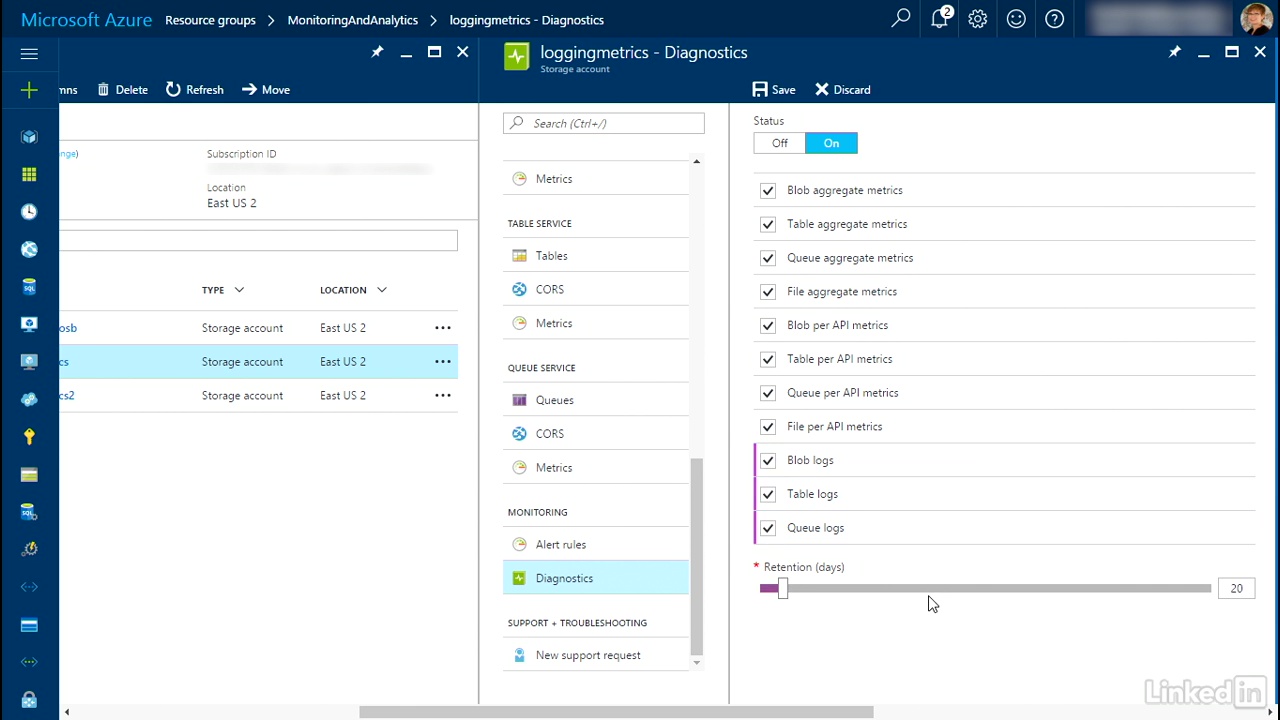 Microsoft Azure Resource groups > MonitoringAndAnalytics > loggingmetrics - Diagnostics
2
mns Delete Refresh Move
ange)
Subscription ID
Location
East US 2
TYPE LOCATION
osb Storage account East US 2 ...
cs Storage account East US 2 ...
cs2 Storage account East US 2 ...
loggingmetrics - Diagnostics
Storage account
Search (Ctrl+/)
Metrics
TABLE SERVICE
Tables
CORS
Metrics
QUEUE SERVICE
Queues
CORS
Metrics
MONITORING
Alert rules
Diagnostics
SUPPORT + TROUBLESHOOTING
New support request
Save Discard
Status
Off On
Blob aggregate metrics
Table aggregate metrics
Queue aggregate metrics
File aggregate metrics
Blob per API metrics
Table per API metrics
Queue per API metrics
File per API metrics
Blob logs
Table logs
Queue logs
* Retention (days)
20
LinkedIn